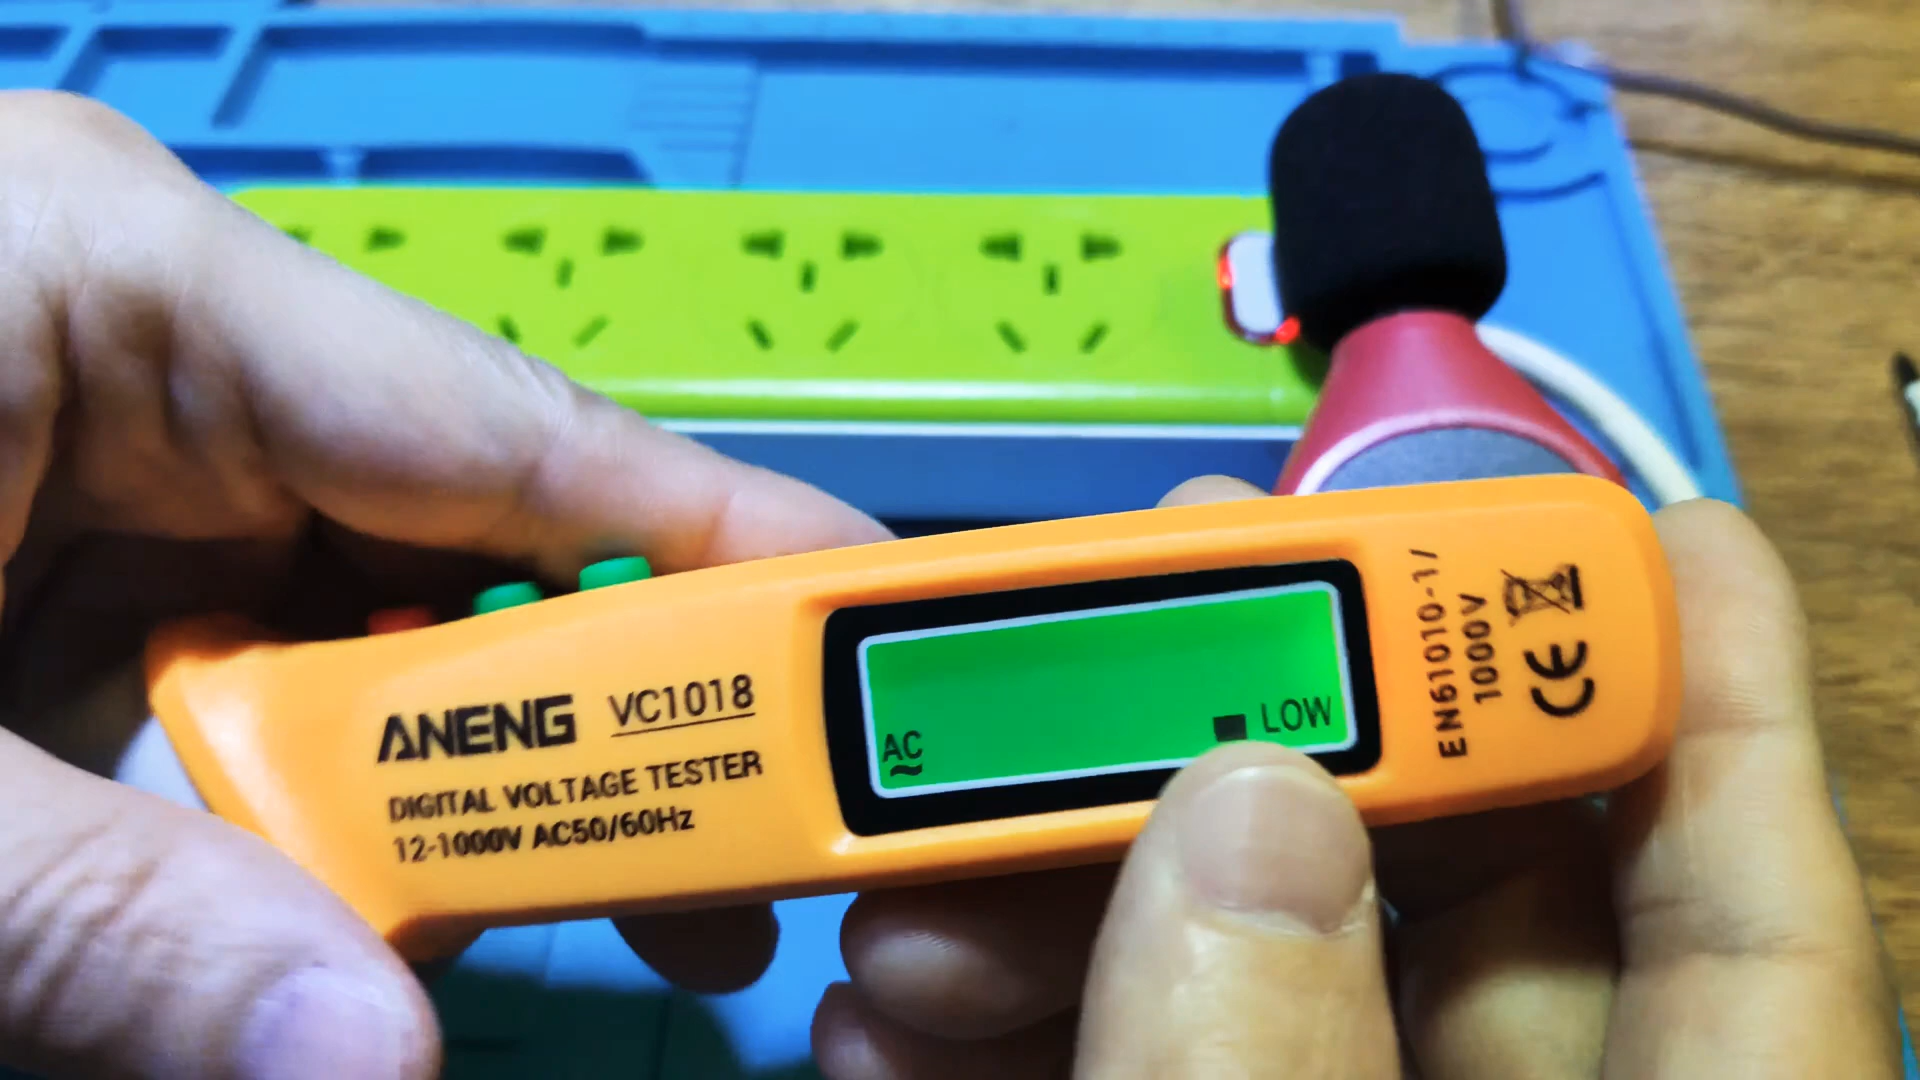 ANENG VC1018
DIGITAL VOLTAGE TESTER
12-1000V AC50/60Hz
AC
LOW
EN61010-1/
1000V
CE